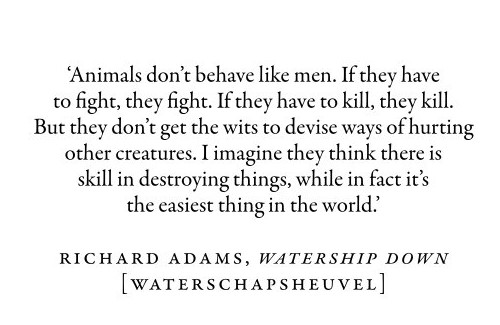 ‘Animals don’t behave like men. If they have
to fight, they fight. If they have to kill, they kill.
But they don’t get the wits to devise ways of hurting
other creatures. I imagine they think there is
skill in destroying things, while in fact it’s
the easiest thing in the world.’
RICHARD ADAMS, WATERSHIP DOWN
[WATERSCHAPSHEUVEL]